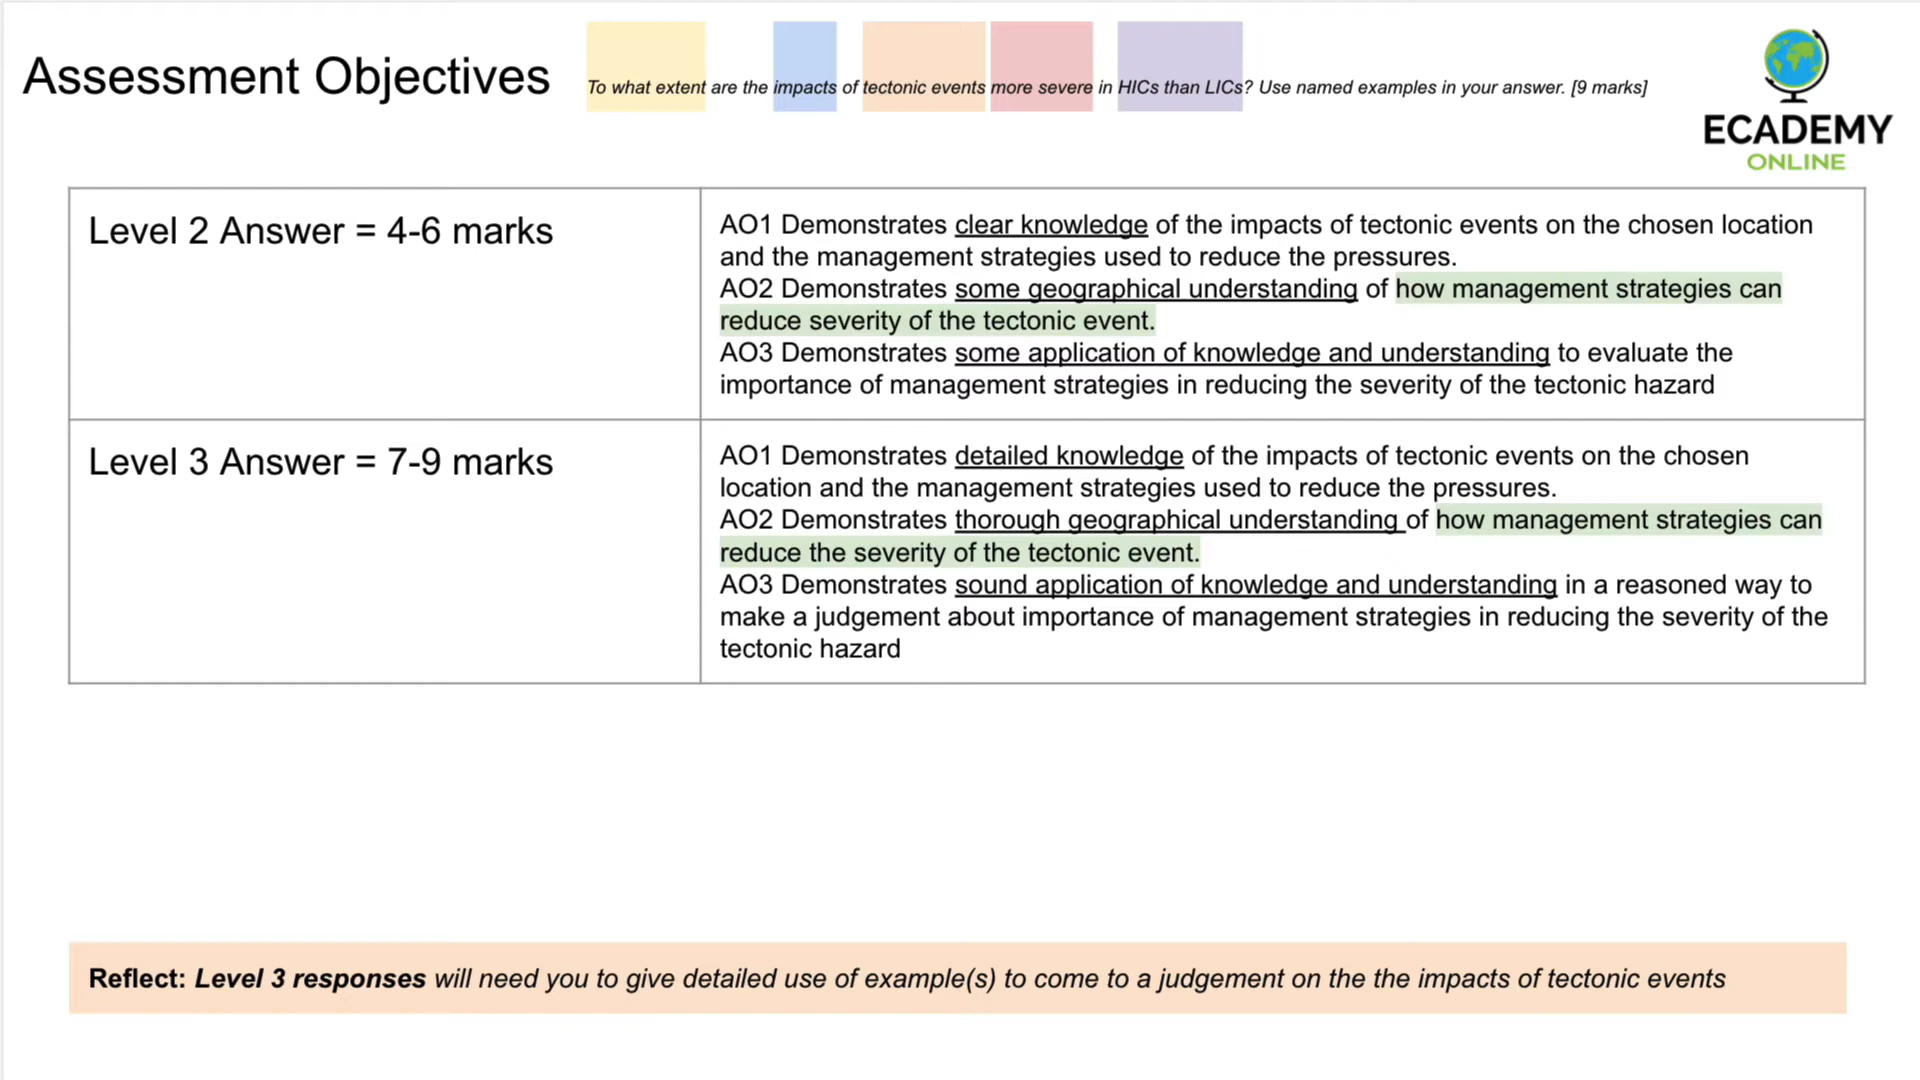 Assessment Objectives
To what extent are the impacts of tectonic events more severe in HICs than LICs? Use named examples in your answer. [9 marks]
ECADEMY
ONLINE
Level 2 Answer = 4-6 marks
AO1 Demonstrates clear knowledge of the impacts of tectonic events on the chosen location
and the management strategies used to reduce the pressures.
AO2 Demonstrates some geographical understanding of how management strategies can
reduce severity of the tectonic event.
AO3 Demonstrates some application of knowledge and understanding to evaluate the
importance of management strategies in reducing the severity of the tectonic hazard
Level 3 Answer = 7-9 marks
AO1 Demonstrates detailed knowledge of the impacts of tectonic events on the chosen
location and the management strategies used to reduce the pressures.
AO2 Demonstrates thorough geographical understanding of how management strategies can
reduce the severity of the tectonic event.
AO3 Demonstrates sound application of knowledge and understanding in a reasoned way to
make a judgement about importance of management strategies in reducing the severity of the
tectonic hazard
Reflect: Level 3 responses will need you to give detailed use of example(s) to come to a judgement on the the impacts of tectonic events